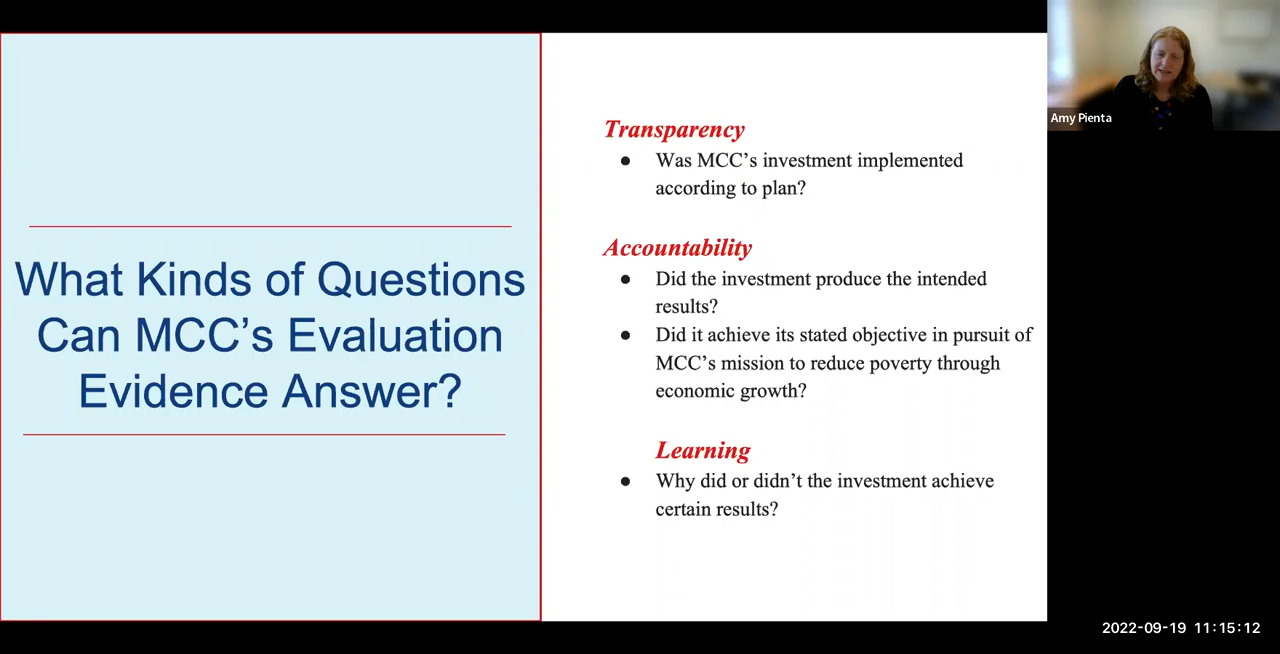 What Kinds of Questions
Can MCC’s Evaluation
Evidence Answer?
Transparency
● Was MCC’s investment implemented
according to plan?
Accountability
● Did the investment produce the intended
results?
● Did it achieve its stated objective in pursuit of
MCC’s mission to reduce poverty through
economic growth?
Learning
● Why did or didn’t the investment achieve
certain results?
Amy Pienta
2022-09-19 11:15:12